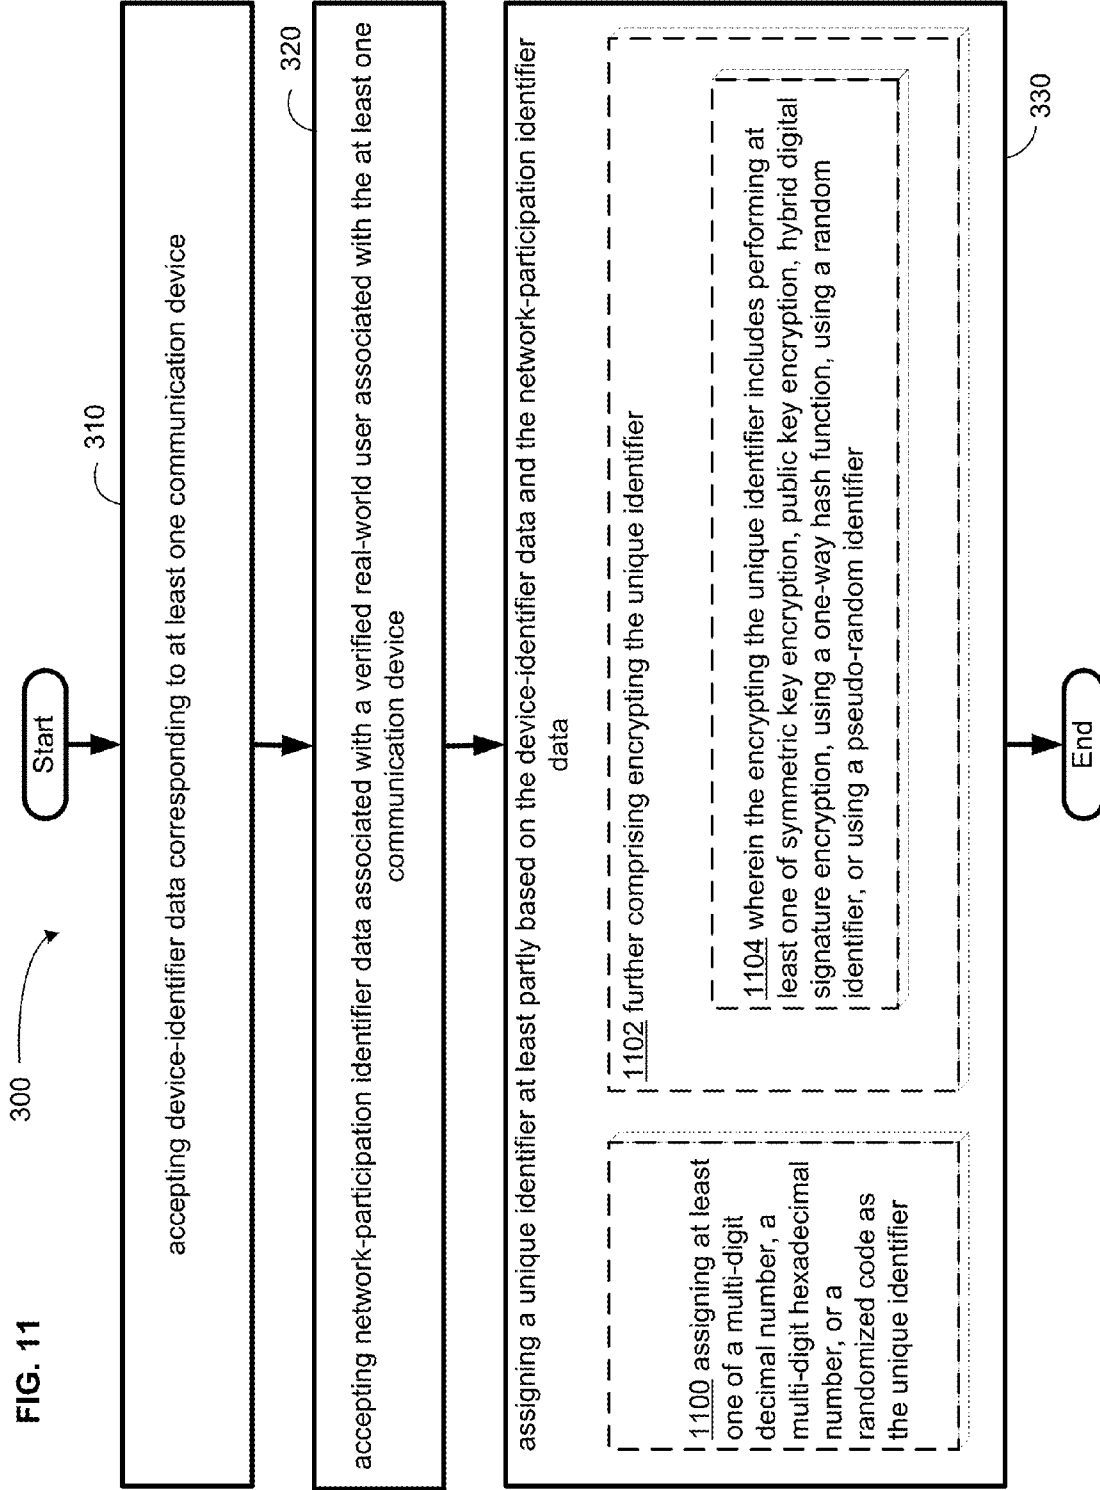 FIG. 11
300
Start
310
accepting device-identifier data corresponding to at least one communication device
320
accepting network-participation identifier data associated with a verified real-world user associated with the at least one
communication device
assigning a unique identifier at least partly based on the device-identifier data and the network-participation identifier
data
1100 assigning at least
one of a multi-digit
decimal number, a
multi-digit hexadecimal
number, or a
randomized code as
the unique identifier
1102 further comprising encrypting the unique identifier
1104 wherein the encrypting the unique identifier includes performing at
least one of symmetric key encryption, public key encryption, hybrid digital
signature encryption, using a one-way hash function, using a random
identifier, or using a pseudo-random identifier
330
End